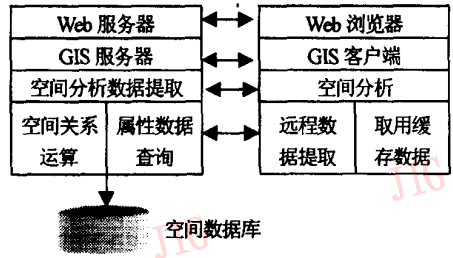 Web 服务器
Web 浏览器
GIS 服务器
GIS 客户端
空间分析数据提取
空间分析
空间关系
运算
属性数据
查询
远程数
据提取
取用缓
存数据
空间数据库
JIG
JIG